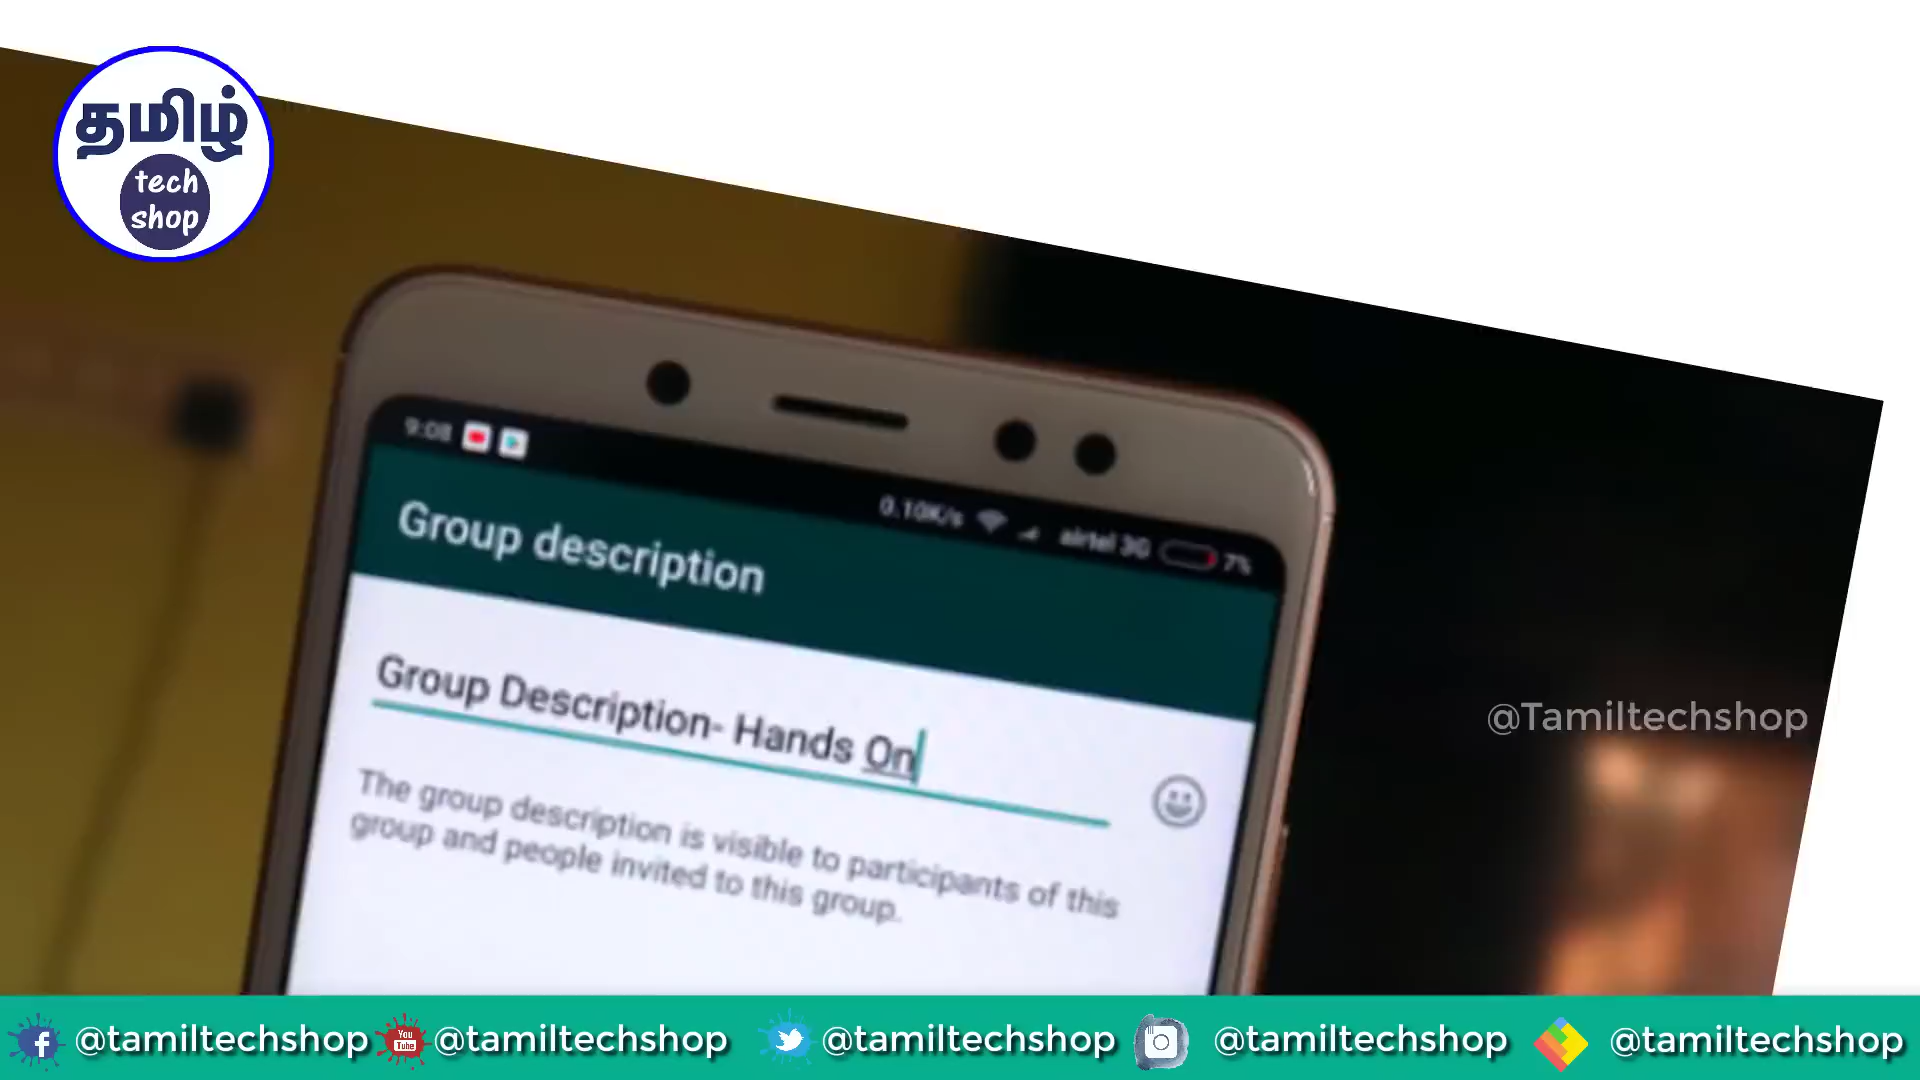 தமிழ்
tech
shop
9:08
0.10K/s airtel 3G 7%
Group description
Group Description- Hands On
The group description is visible to participants of this
group and people invited to this group.
@Tamiltechshop
f @tamiltechshop You Tube @tamiltechshop @tamiltechshop @tamiltechshop @tamiltechshop